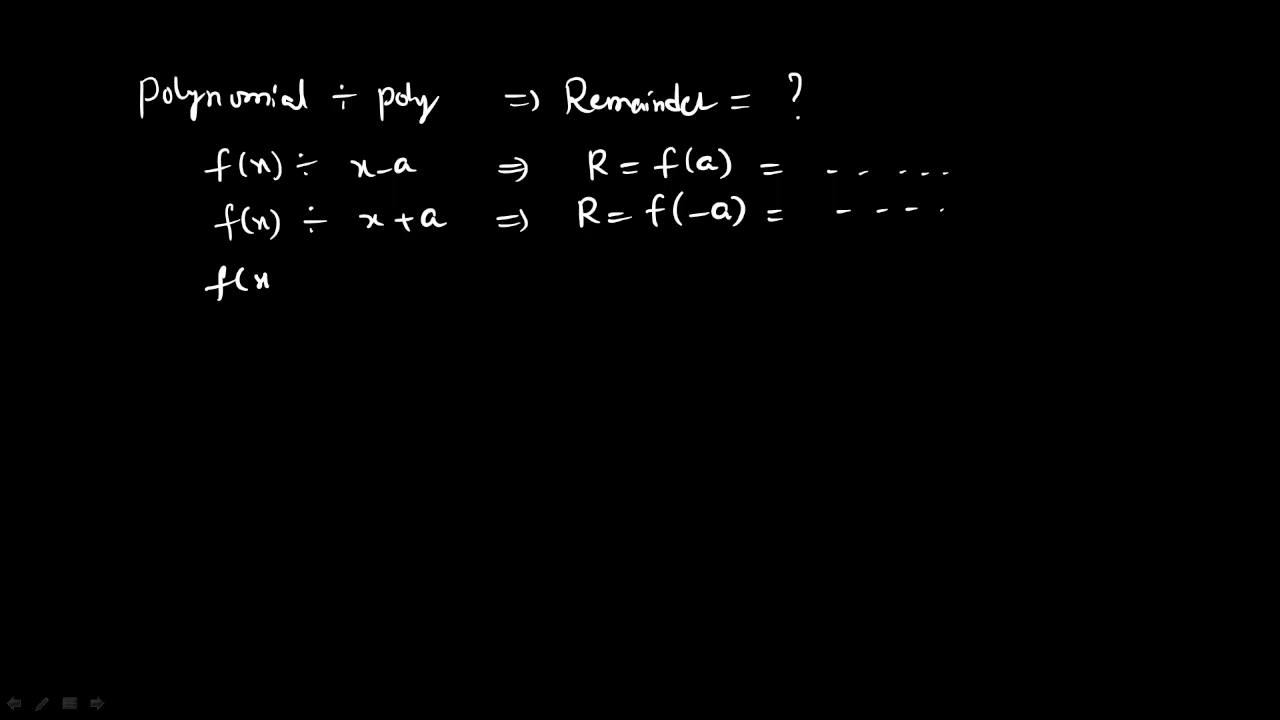 Polynomial ÷ poly ⇒ Remainder = ?
f(x) ÷ x-a ⇒ R = f(a) = - - - - -
f(x) ÷ x+a ⇒ R = f(-a) = - - - -
f(x